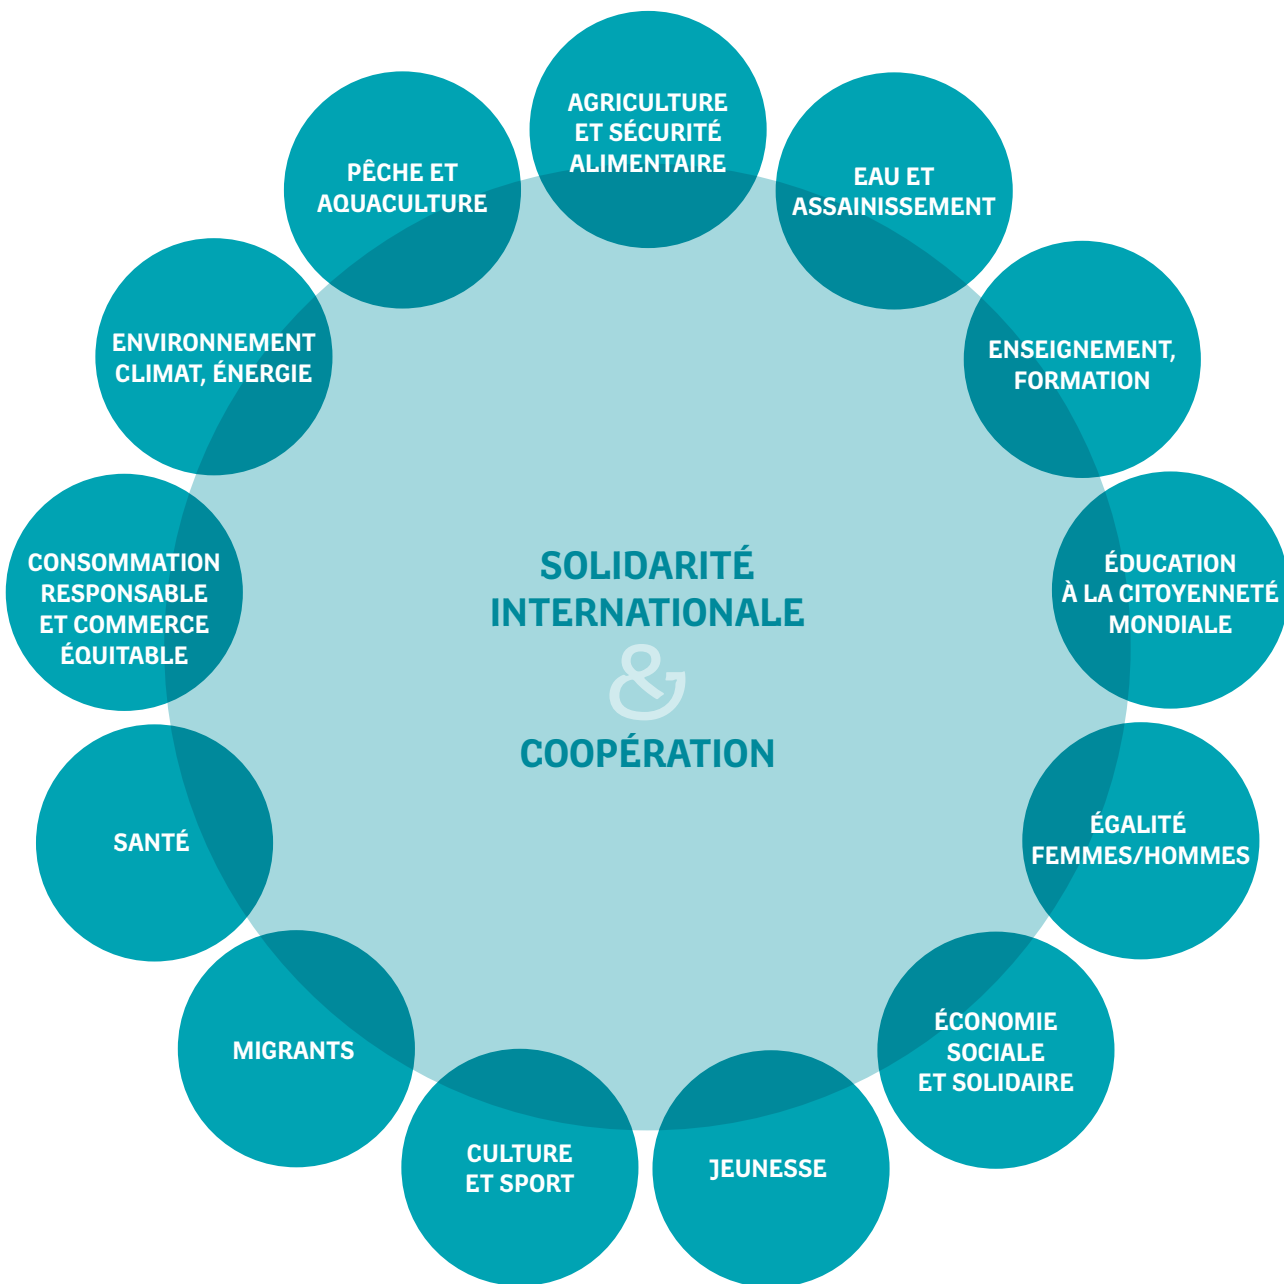 AGRICULTURE
ET SÉCURITÉ
ALIMENTAIRE
EAU ET
ASSAINISSEMENT
ENSEIGNEMENT,
FORMATION
ÉDUCATION
À LA CITOYENNETÉ
MONDIALE
ÉGALITÉ
FEMMES/HOMMES
ÉCONOMIE
SOCIALE
ET SOLIDAIRE
JEUNESSE
CULTURE
ET SPORT
MIGRANTS
SANTÉ
CONSOMMATION
RESPONSABLE
ET COMMERCE
ÉQUITABLE
ENVIRONNEMENT
CLIMAT, ÉNERGIE
PÊCHE ET
AQUACULTURE
SOLIDARITÉ
INTERNATIONALE
&
COOPÉRATION